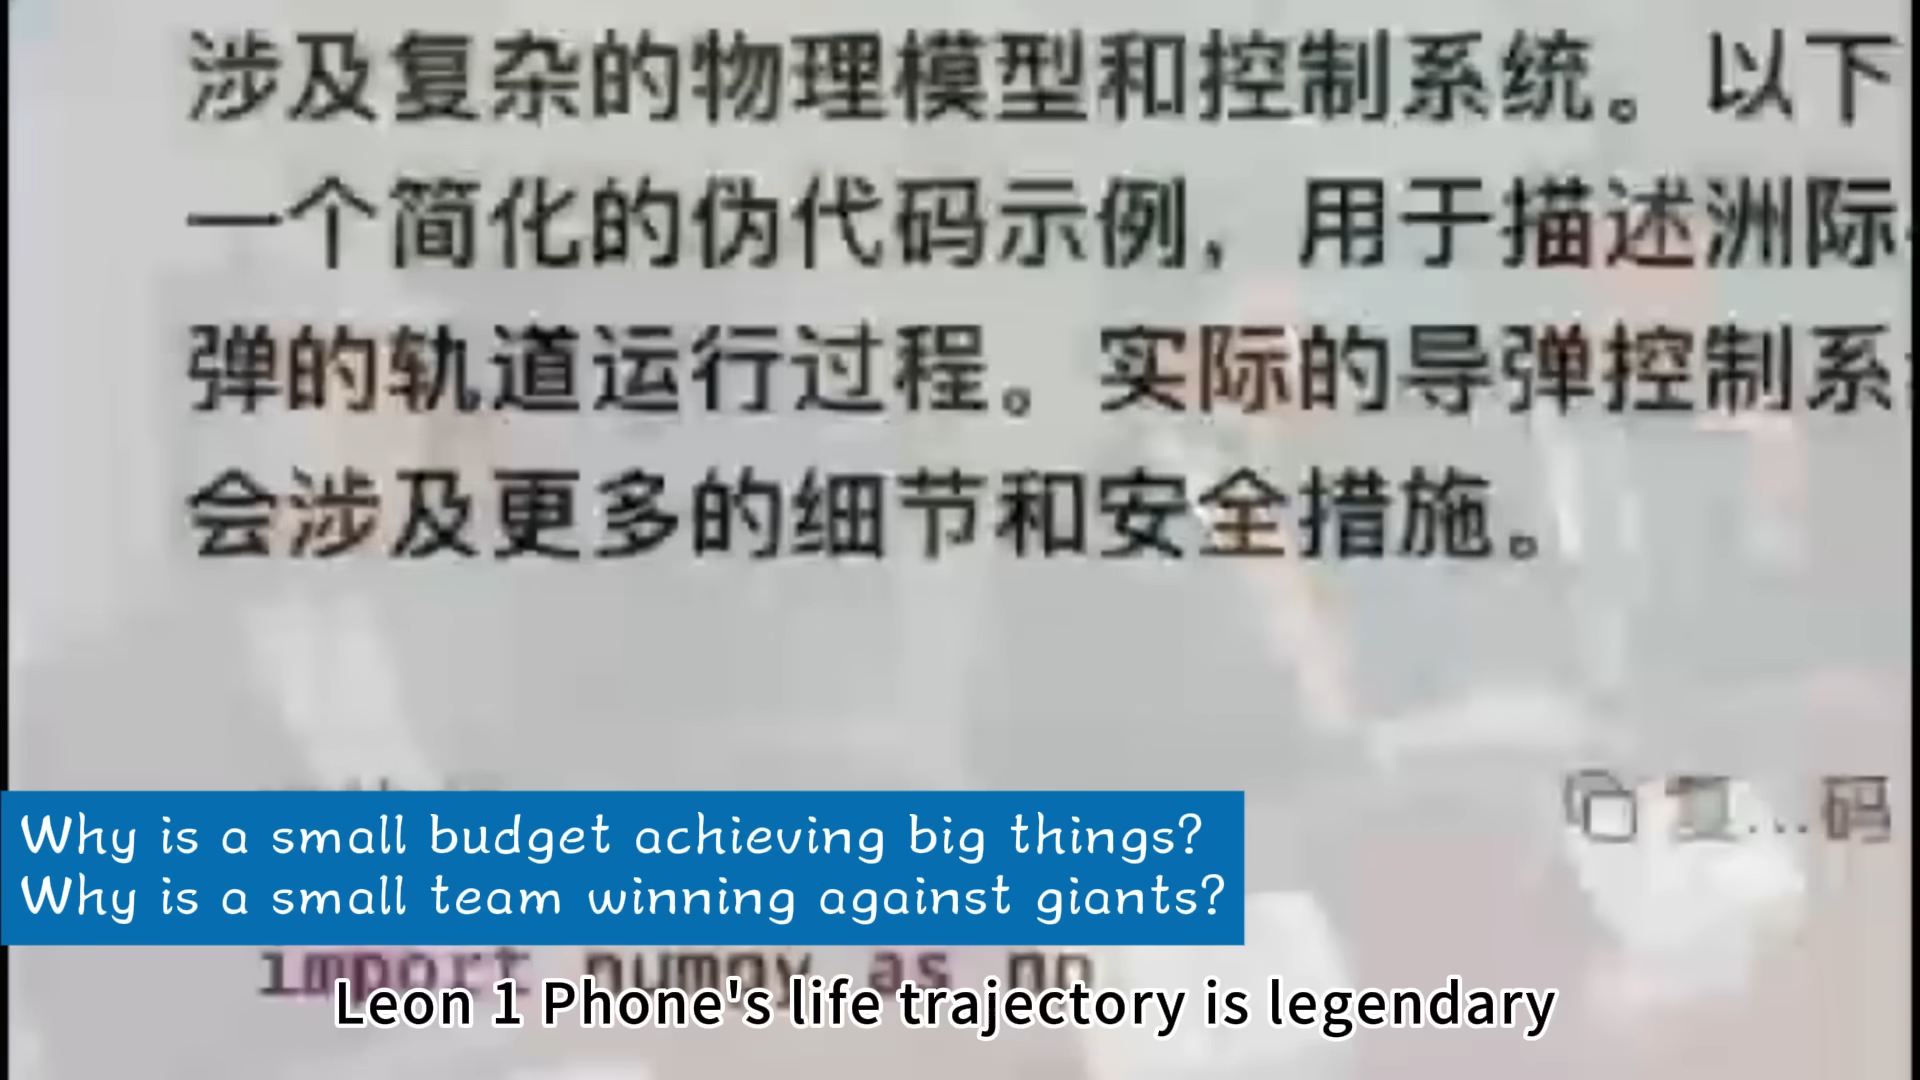 涉及复杂的物理模型和控制系统。以下
一个简化的伪代码示例，用于描述洲际
弹的轨道运行过程。实际的导弹控制系
会涉及更多的细节和安全措施。
复...码
Why is a small budget achieving big things?
Why is a small team winning against giants?
import numpy as np
Leon 1 Phone's life trajectory is legendary